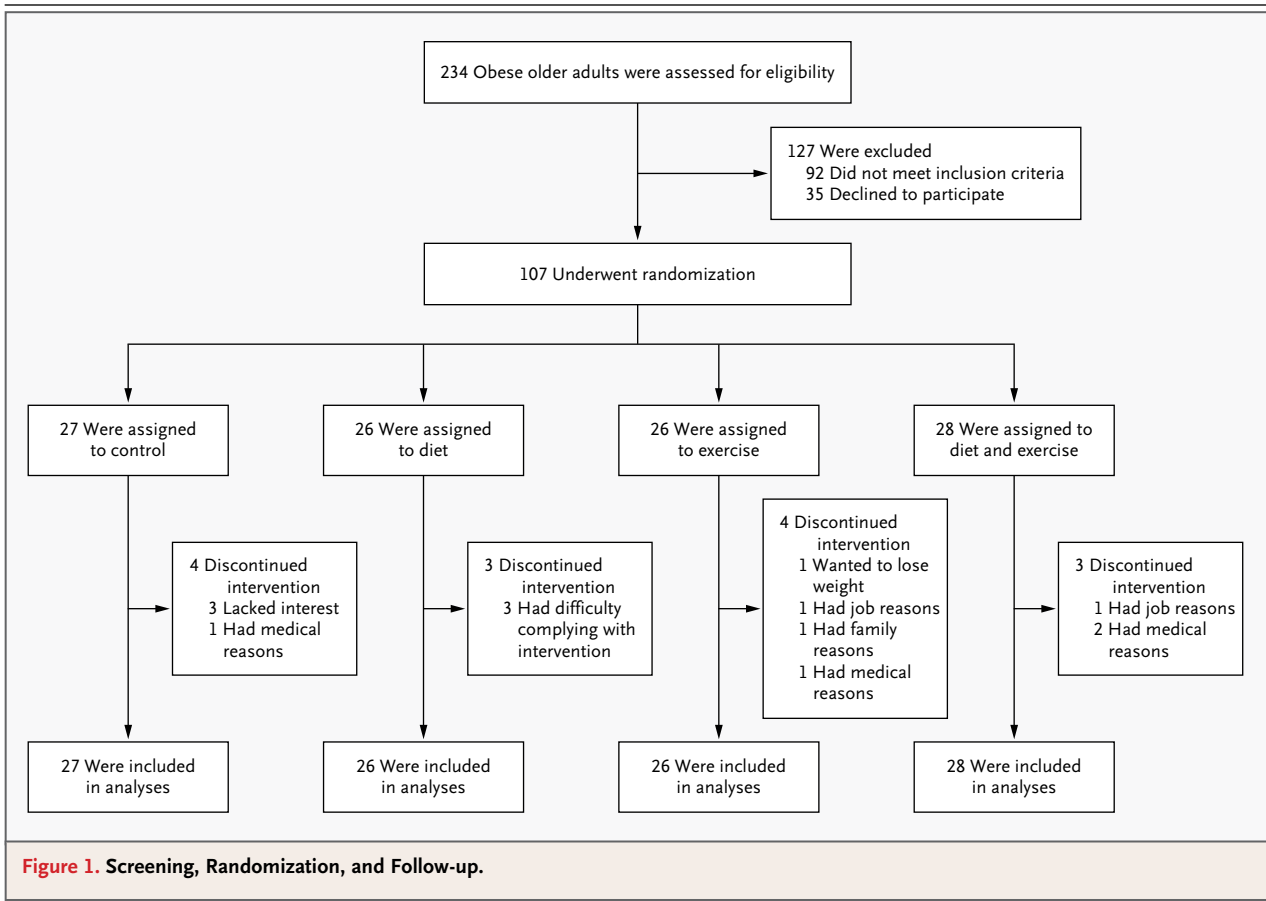 234 Obese older adults were assessed for eligibility
127 Were excluded
92 Did not meet inclusion criteria
35 Declined to participate
107 Underwent randomization
27 Were assigned
to control
26 Were assigned
to diet
26 Were assigned
to exercise
28 Were assigned to
diet and exercise
4 Discontinued
intervention
3 Lacked interest
1 Had medical
reasons
3 Discontinued
intervention
3 Had difficulty
complying with
intervention
4 Discontinued
intervention
1 Wanted to lose
weight
1 Had job reasons
1 Had family
reasons
1 Had medical
reasons
3 Discontinued
intervention
1 Had job reasons
2 Had medical
reasons
27 Were included
in analyses
26 Were included
in analyses
26 Were included
in analyses
28 Were included
in analyses
Figure 1. Screening, Randomization, and Follow-up.